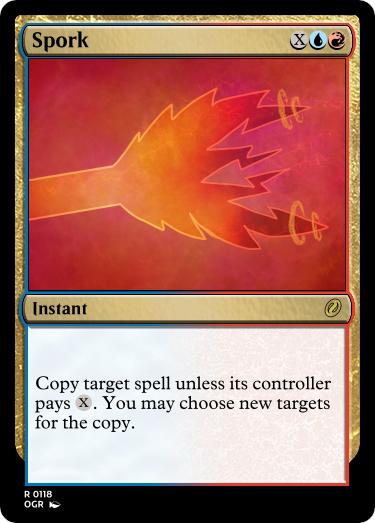 Spork X
Instant
Copy target spell unless its controller
pays X. You may choose new targets
for the copy.
R 0118
OGR